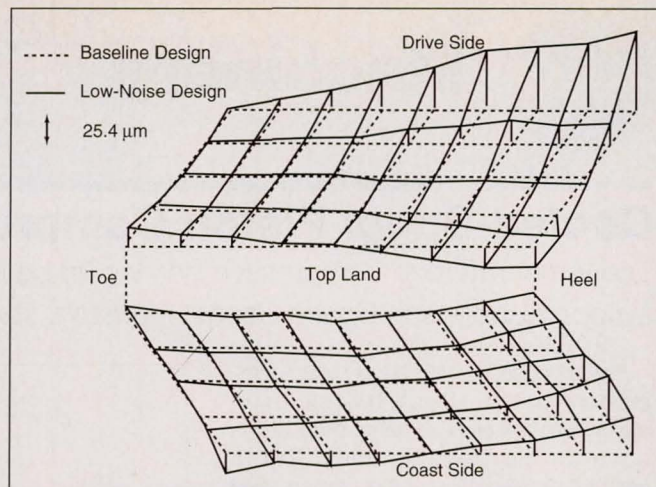 Drive Side
Baseline Design
Low-Noise Design
25.4 μm
Toe
Top Land
Heel
Coast Side